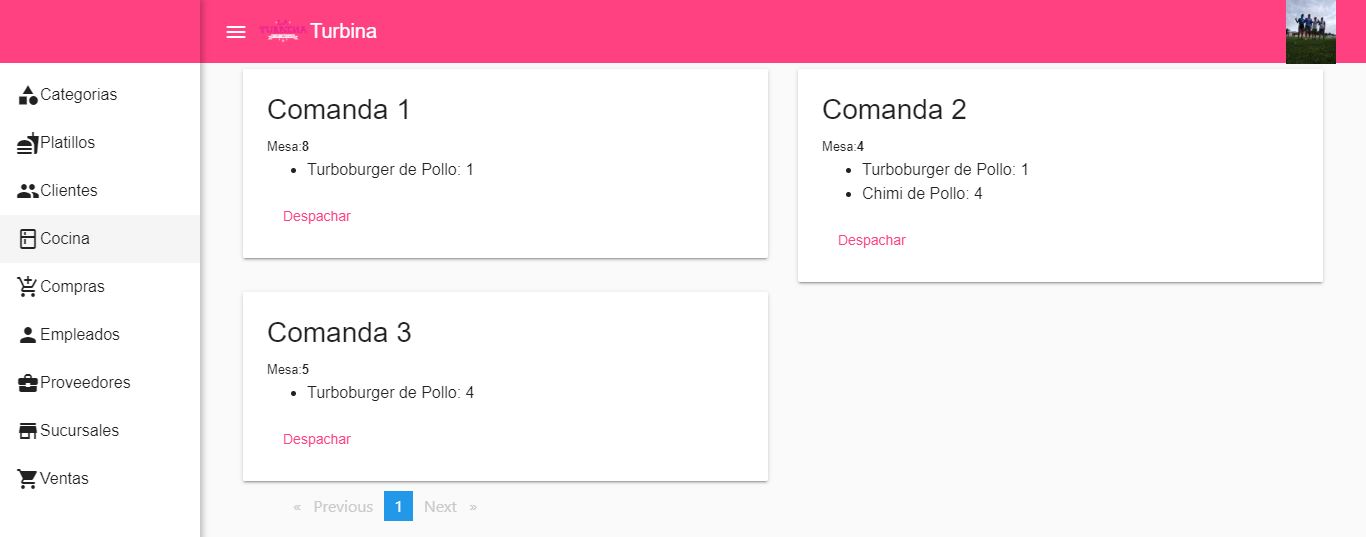 Turbina
Categorias
Platillos
Clientes
Cocina
Compras
Empleados
Proveedores
Sucursales
Ventas
Comanda 1
Mesa:8
Turboburger de Pollo: 1
Despachar
Comanda 2
Mesa:4
Turboburger de Pollo: 1
Chimi de Pollo: 4
Despachar
Comanda 3
Mesa:5
Turboburger de Pollo: 4
Despachar
« Previous 1 Next »